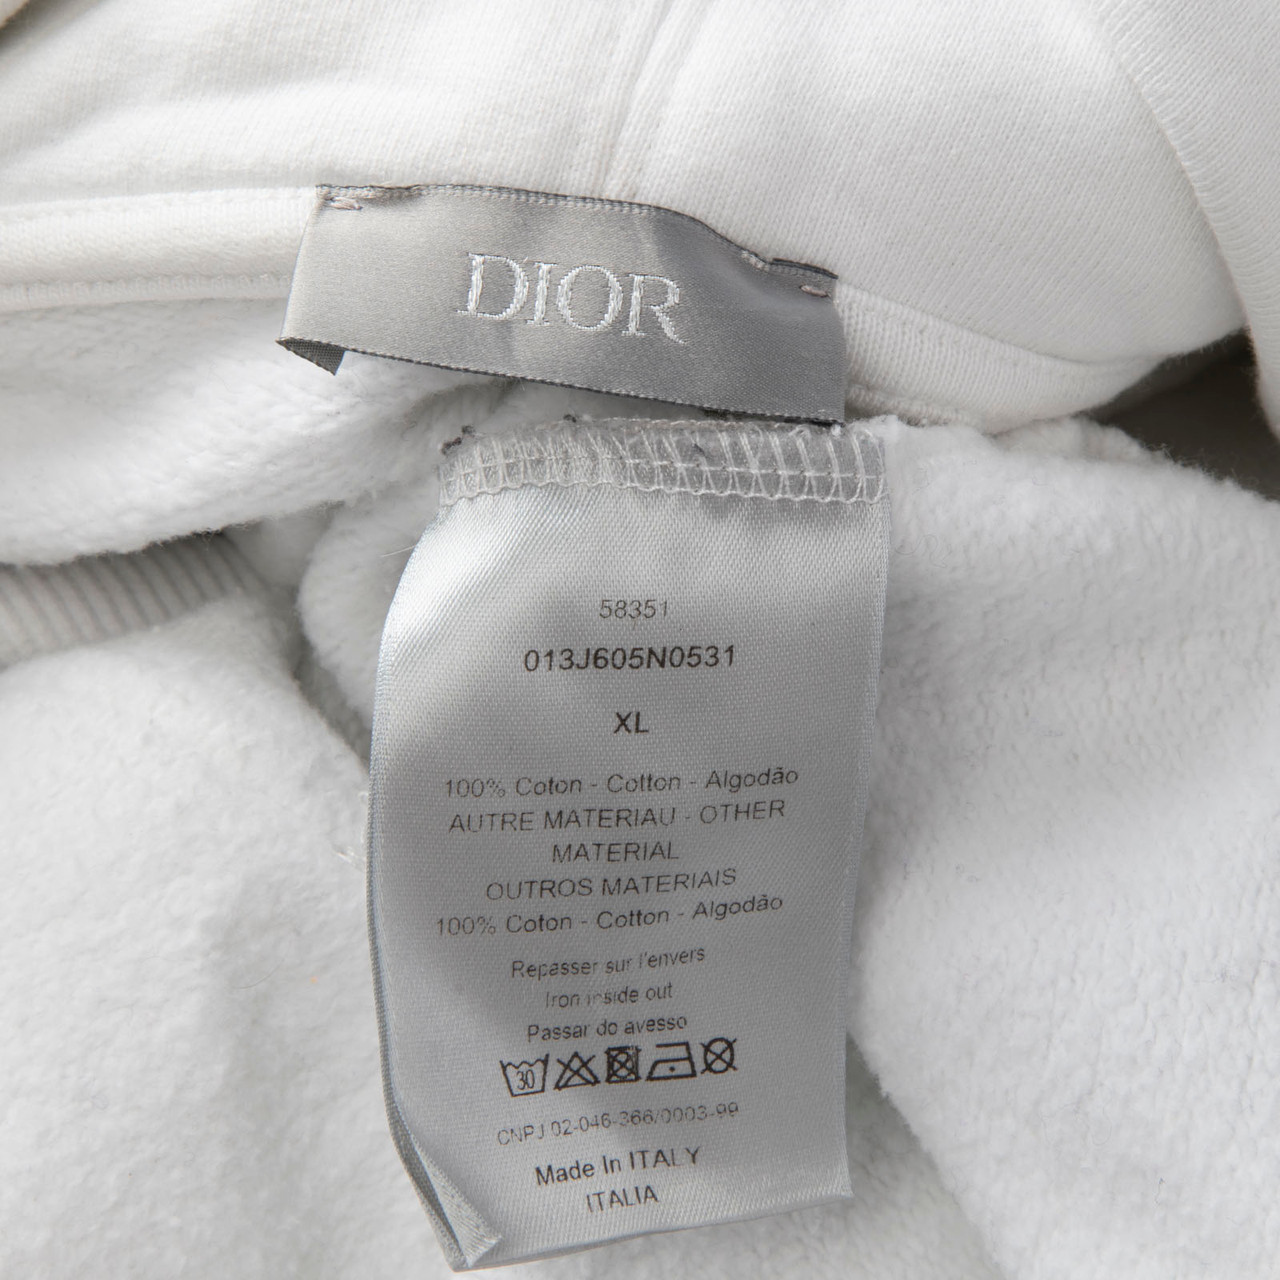 DIOR
58351
013J605N0531
XL
100% Coton - Cotton - Algodão
AUTRE MATERIAU - OTHER
MATERIAL
OUTROS MATERIAIS
100% Coton - Cotton - Algodão
Repasser sur l'envers
Iron inside out
Passar do avesso
30
CNPJ 02-046-366/0003-99
Made In ITALY
ITALIA